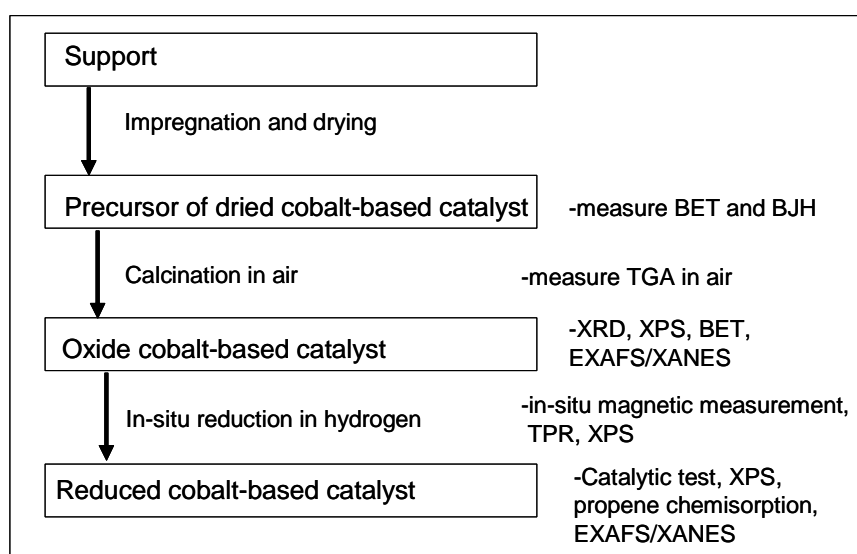 Support
Impregnation and drying
Precursor of dried cobalt-based catalyst
-measure BET and BJH
Calcination in air
-measure TGA in air
Oxide cobalt-based catalyst
-XRD, XPS, BET,
EXAFS/XANES
In-situ reduction in hydrogen
-in-situ magnetic measurement,
TPR, XPS
Reduced cobalt-based catalyst
-Catalytic test, XPS,
propene chemisorption,
EXAFS/XANES